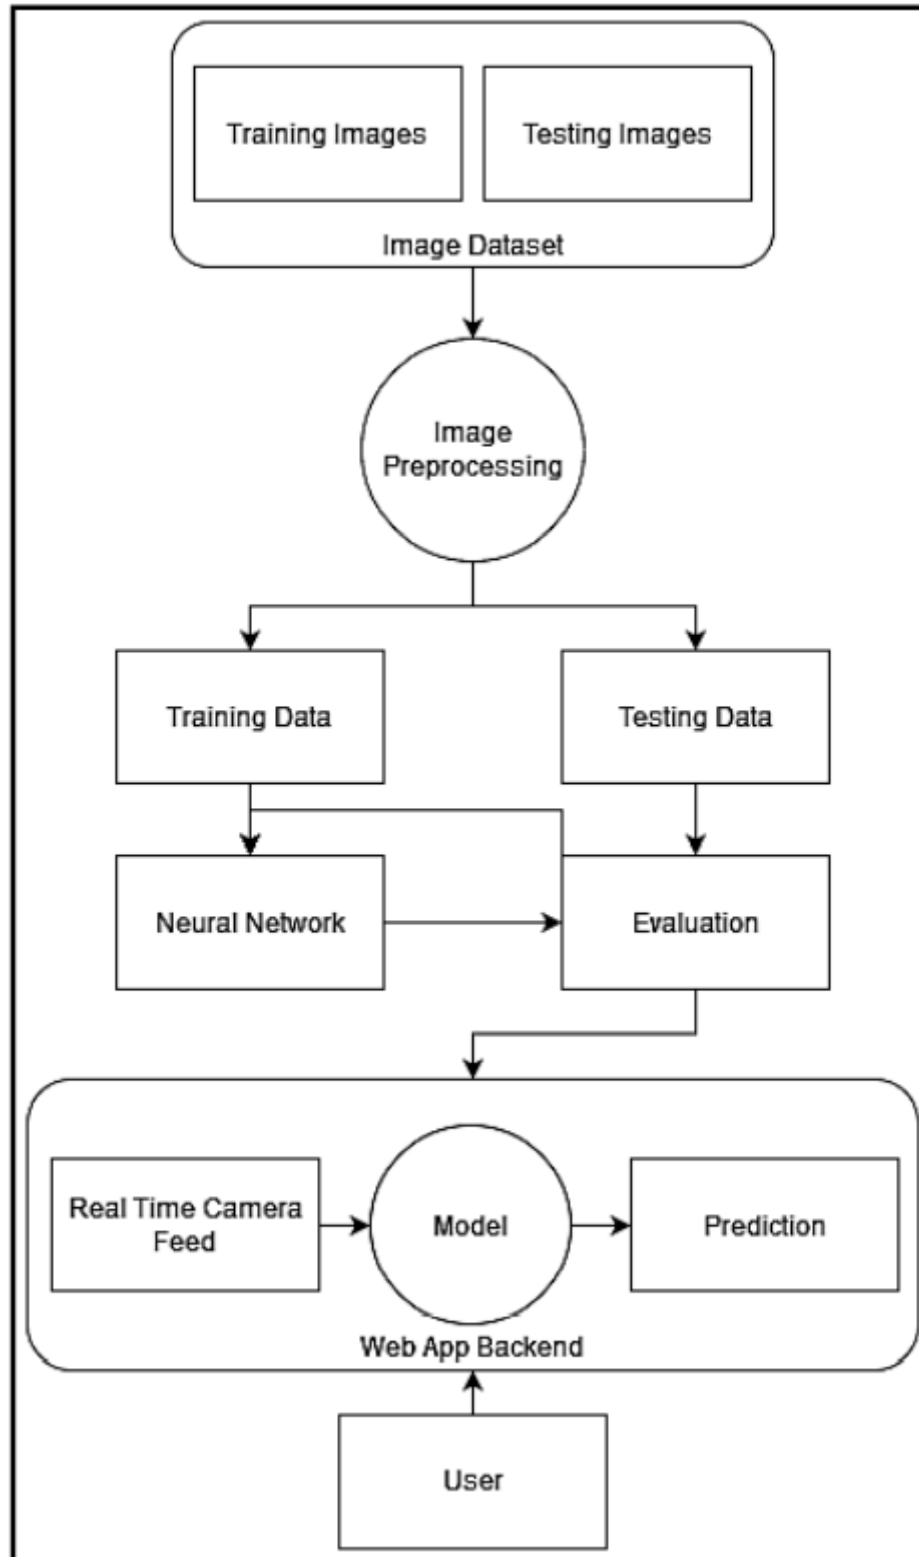 Training Images
Testing Images
Image Dataset
Image
Preprocessing
Training Data
Testing Data
Neural Network
Evaluation
Real Time Camera
Feed
Model
Prediction
Web App Backend
User